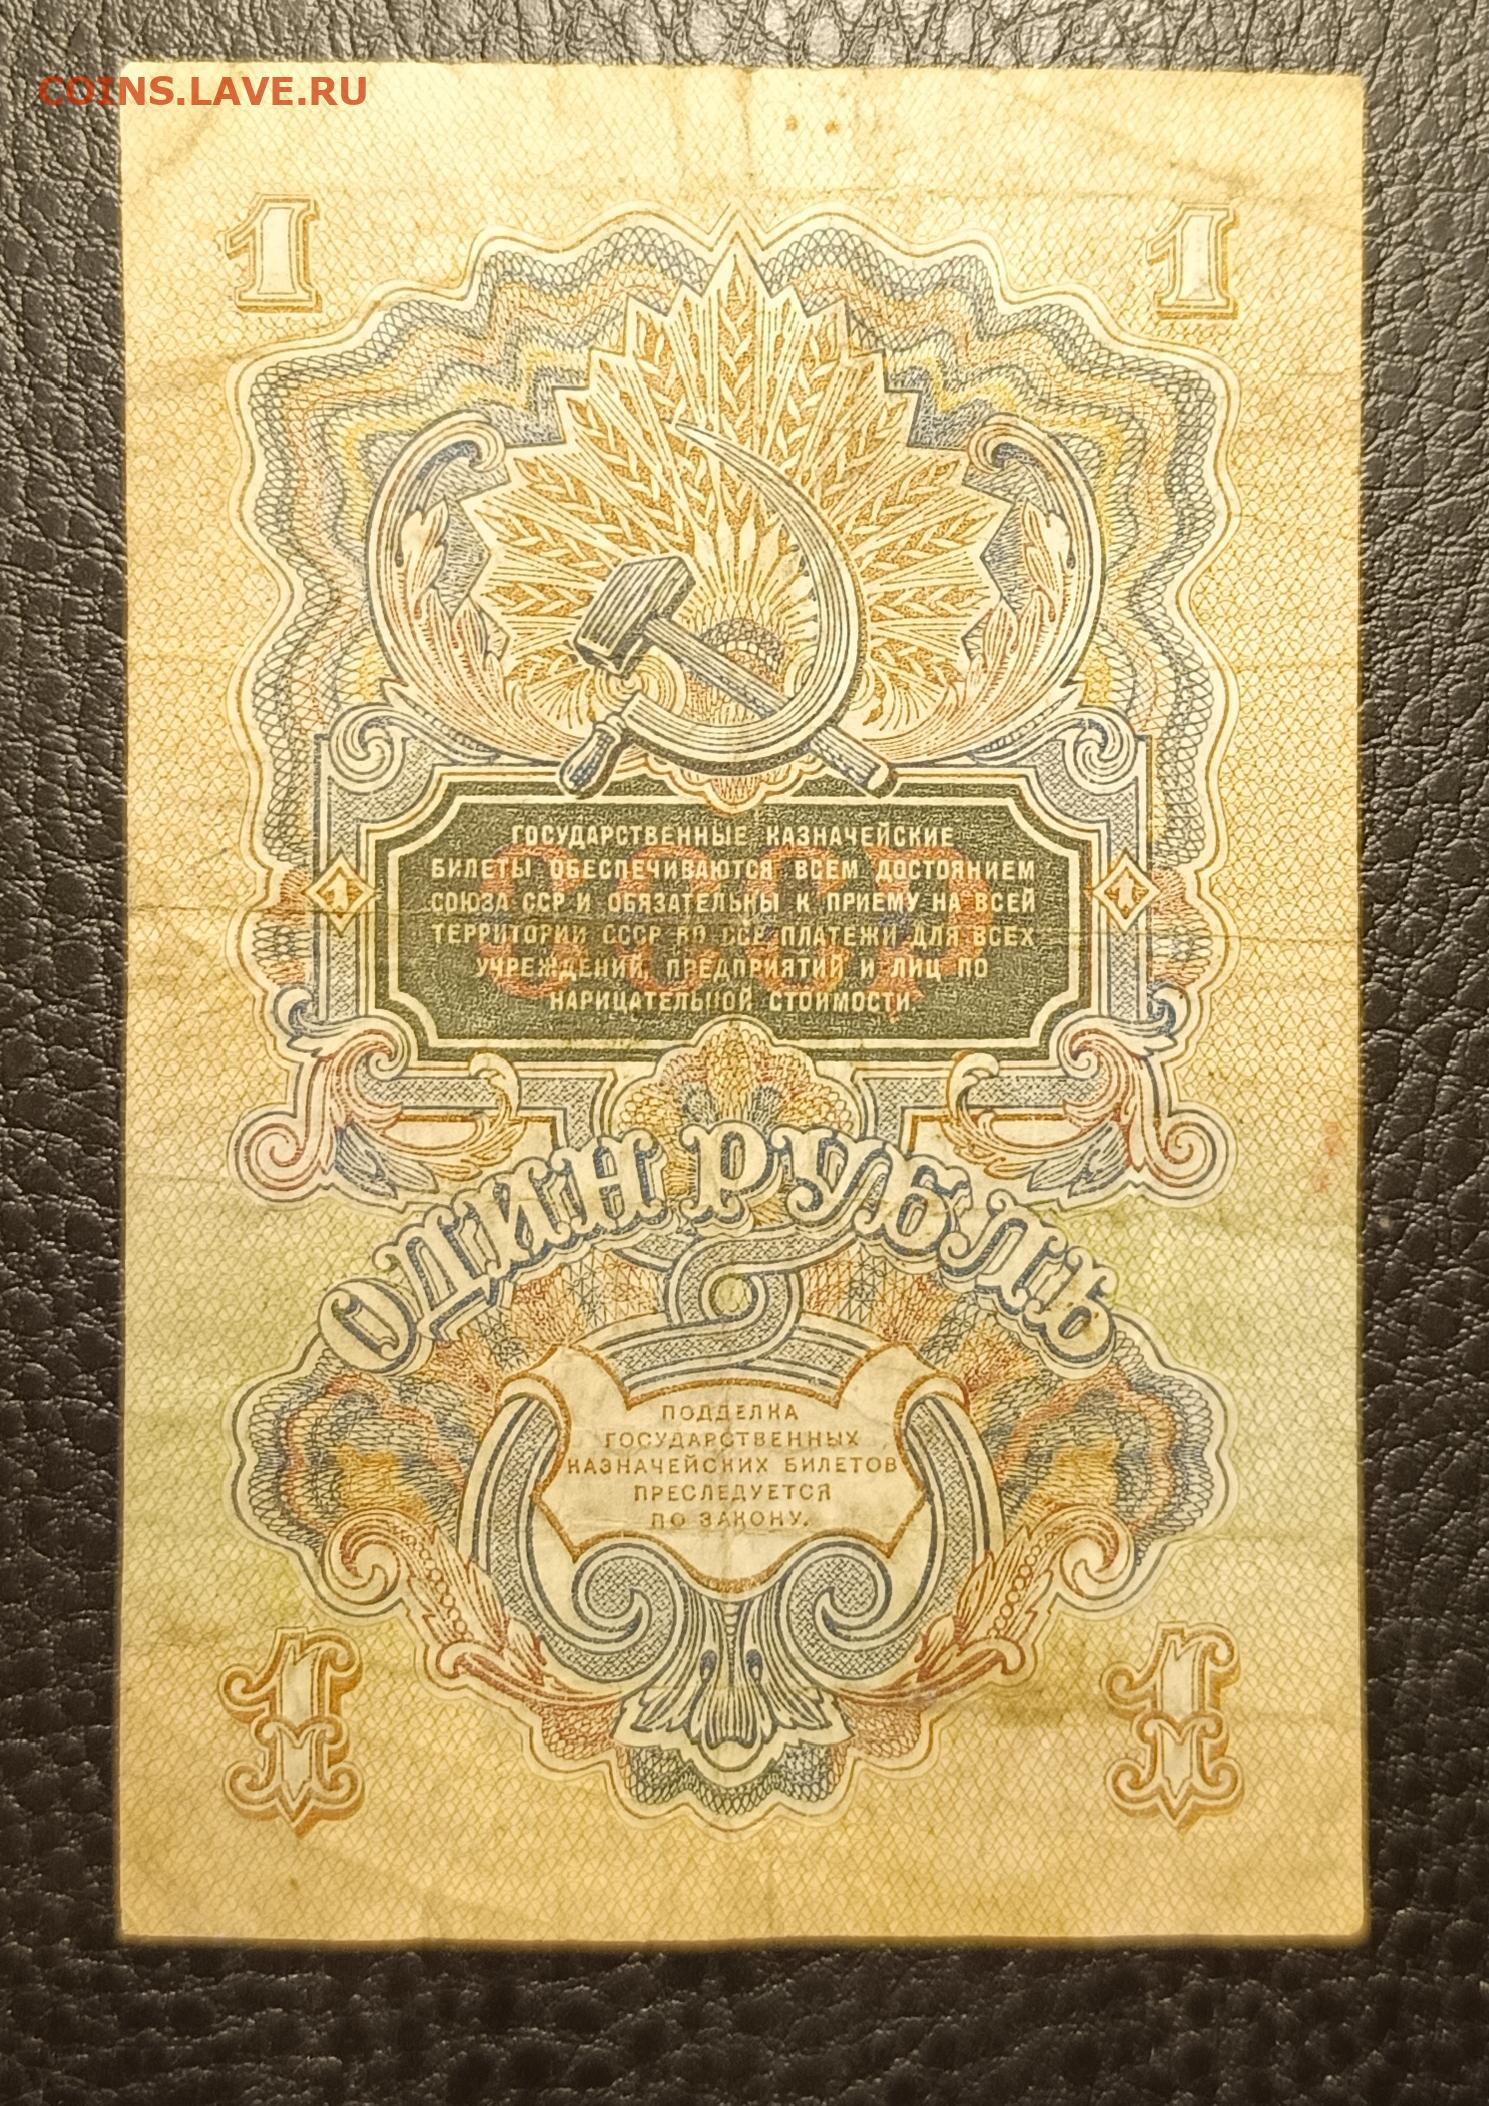 COINS.LAVE.RU
1 1
ГОСУДАРСТВЕННЫЕ КАЗНАЧЕЙСКИЕ
БИЛЕТЫ ОБЕСПЕЧИВАЮТСЯ ВСЕМ ДОСТОЯНИЕМ
1 СОЮЗА ССР И ОБЯЗАТЕЛЬНЫ К ПРИЕМУ НА ВСЕЙ 1
ТЕРРИТОРИИ СССР ВО ВСЕ ПЛАТЕЖИ ДЛЯ ВСЕХ
УЧРЕЖДЕНИЙ, ПРЕДПРИЯТИЙ И ЛИЦ ПО
НАРИЦАТЕЛЬНОЙ СТОИМОСТИ.
СССР
ОДИН РУБЛЬ
ПОДДЕЛКА
ГОСУДАРСТВЕННЫХ
КАЗНАЧЕЙСКИХ БИЛЕТОВ
ПРЕСЛЕДУЕТСЯ
ПО ЗАКОНУ.
1 1